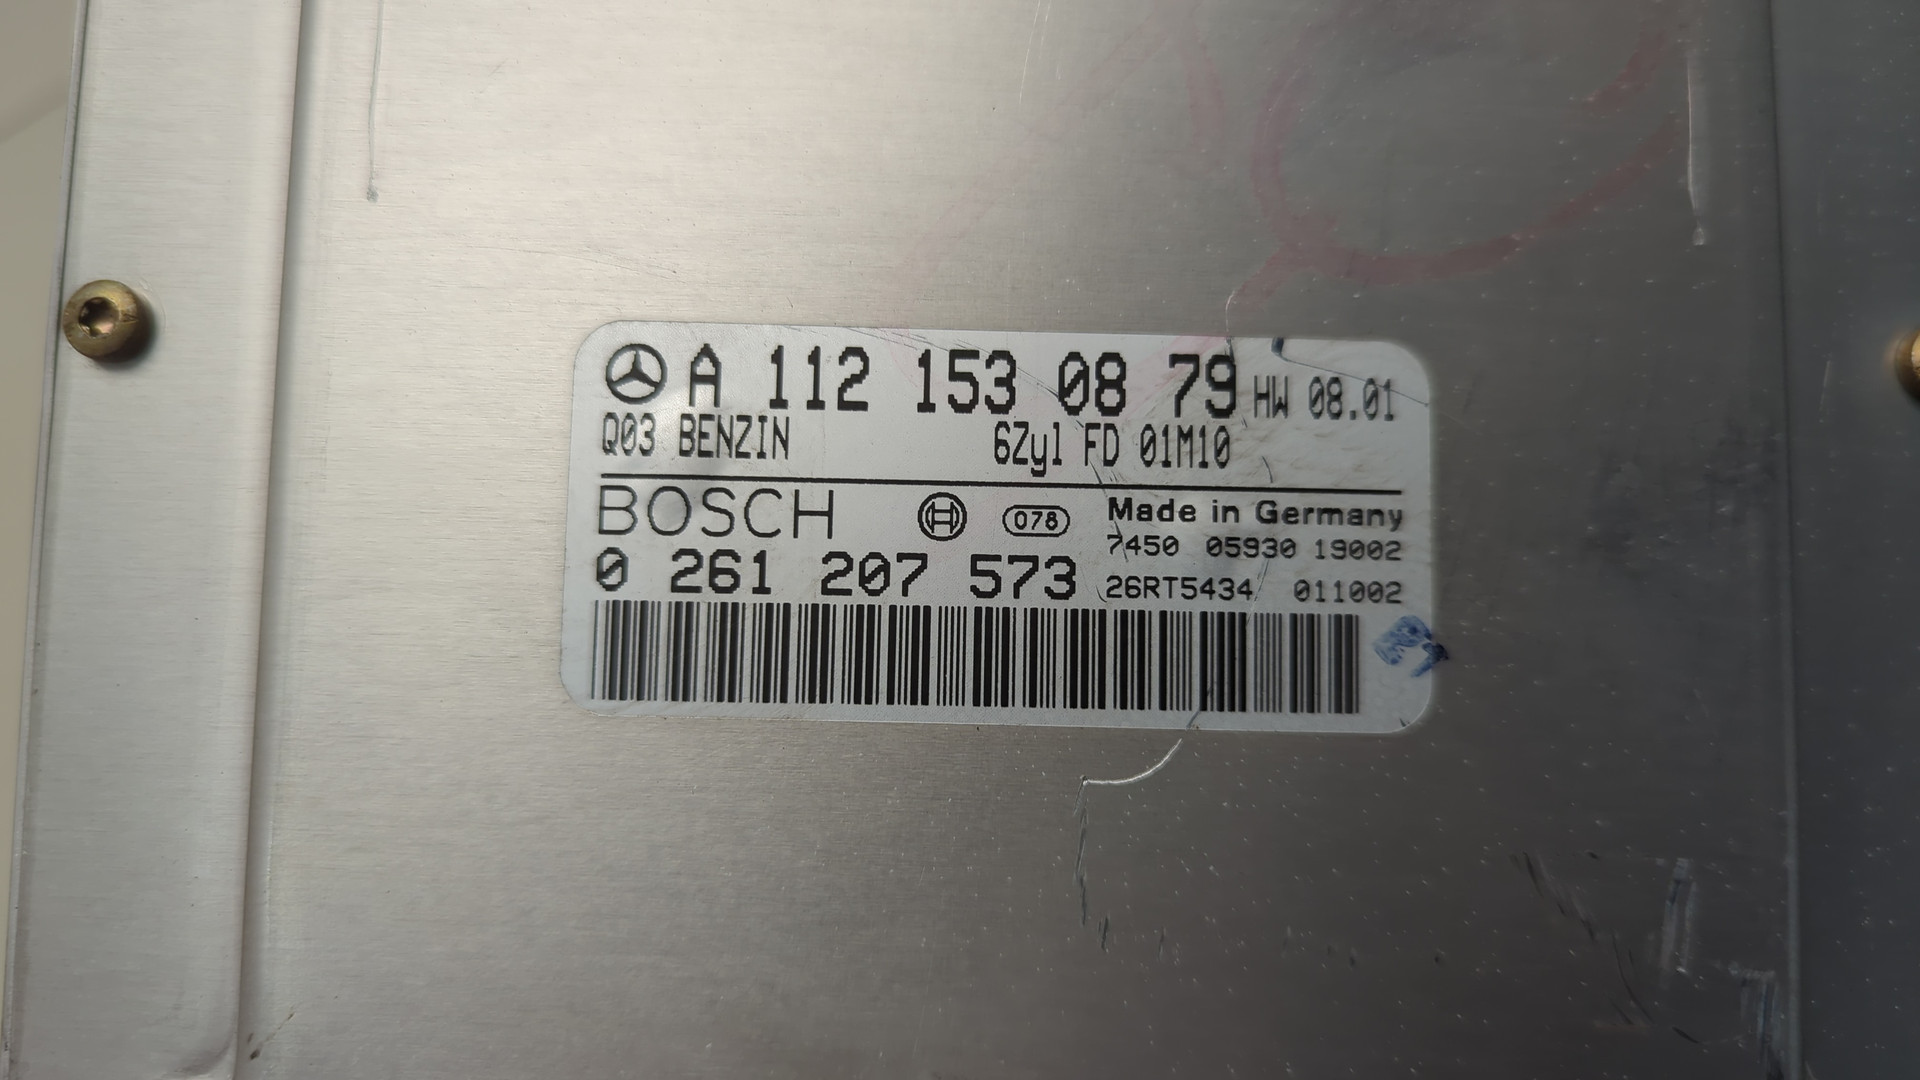 A 112 153 08 79 HW 08.01
Q03 BENZIN 6Zyl FD 01M10
BOSCH 078 Made in Germany
7450 05930 19002
0 261 207 573 26RT5434 011002